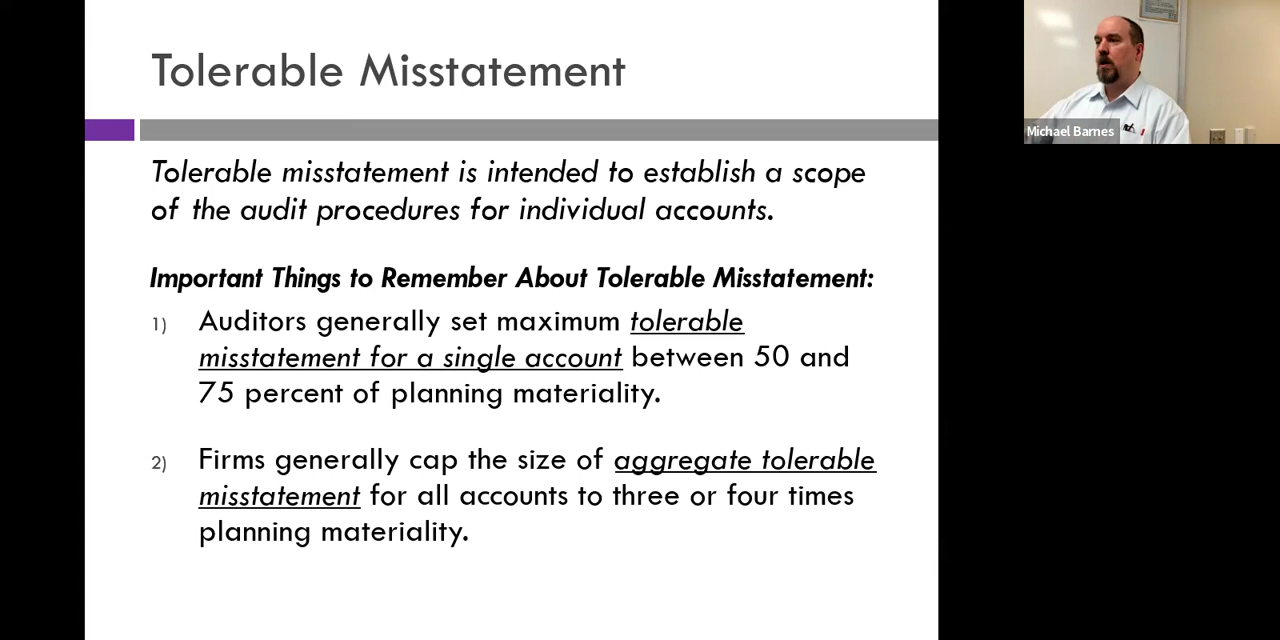 Tolerable Misstatement
Tolerable misstatement is intended to establish a scope
of the audit procedures for individual accounts.
Important Things to Remember About Tolerable Misstatement:
1) Auditors generally set maximum tolerable
misstatement for a single account between 50 and
75 percent of planning materiality.
2) Firms generally cap the size of aggregate tolerable
misstatement for all accounts to three or four times
planning materiality.
Michael Barnes